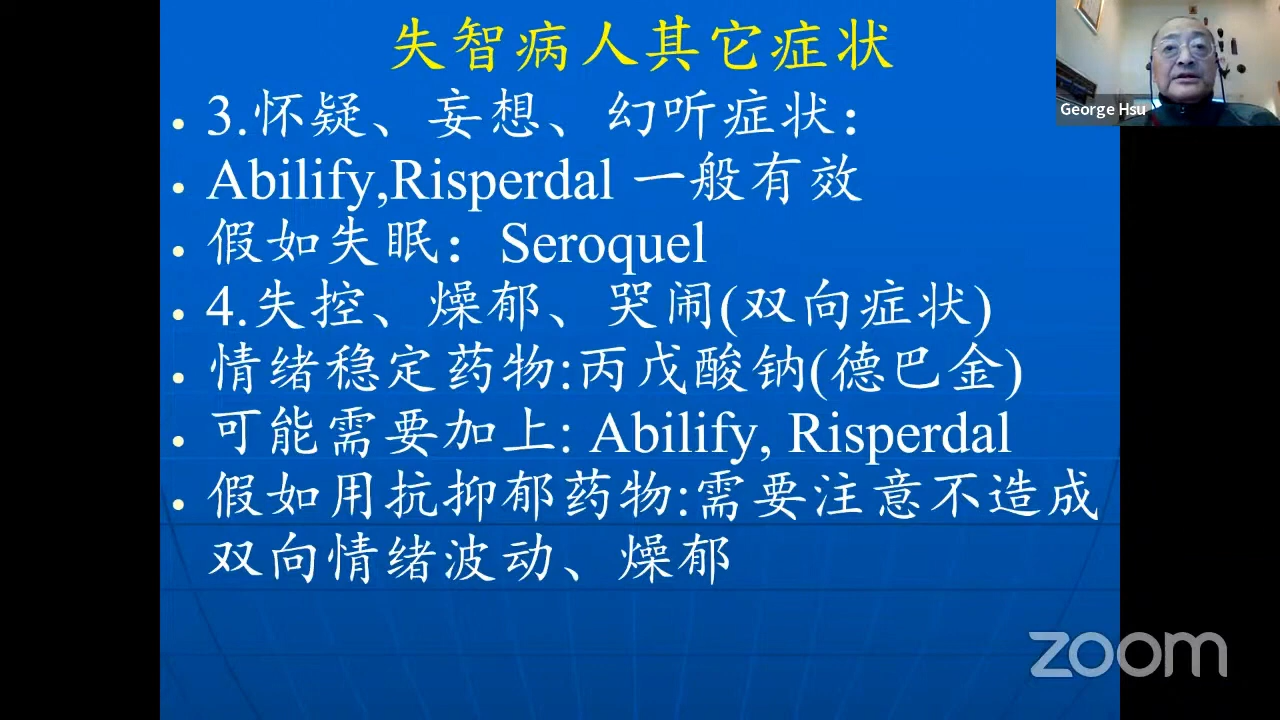 失智病人其它症状
• 3.怀疑、妄想、幻听症状：
• Abilify,Risperdal 一般有效
• 假如失眠：Seroquel
• 4.失控、燥郁、哭闹(双向症状)
• 情绪稳定药物:丙戊酸钠(德巴金)
• 可能需要加上: Abilify, Risperdal
• 假如用抗抑郁药物:需要注意不造成
双向情绪波动、燥郁
George Hsu
zoom